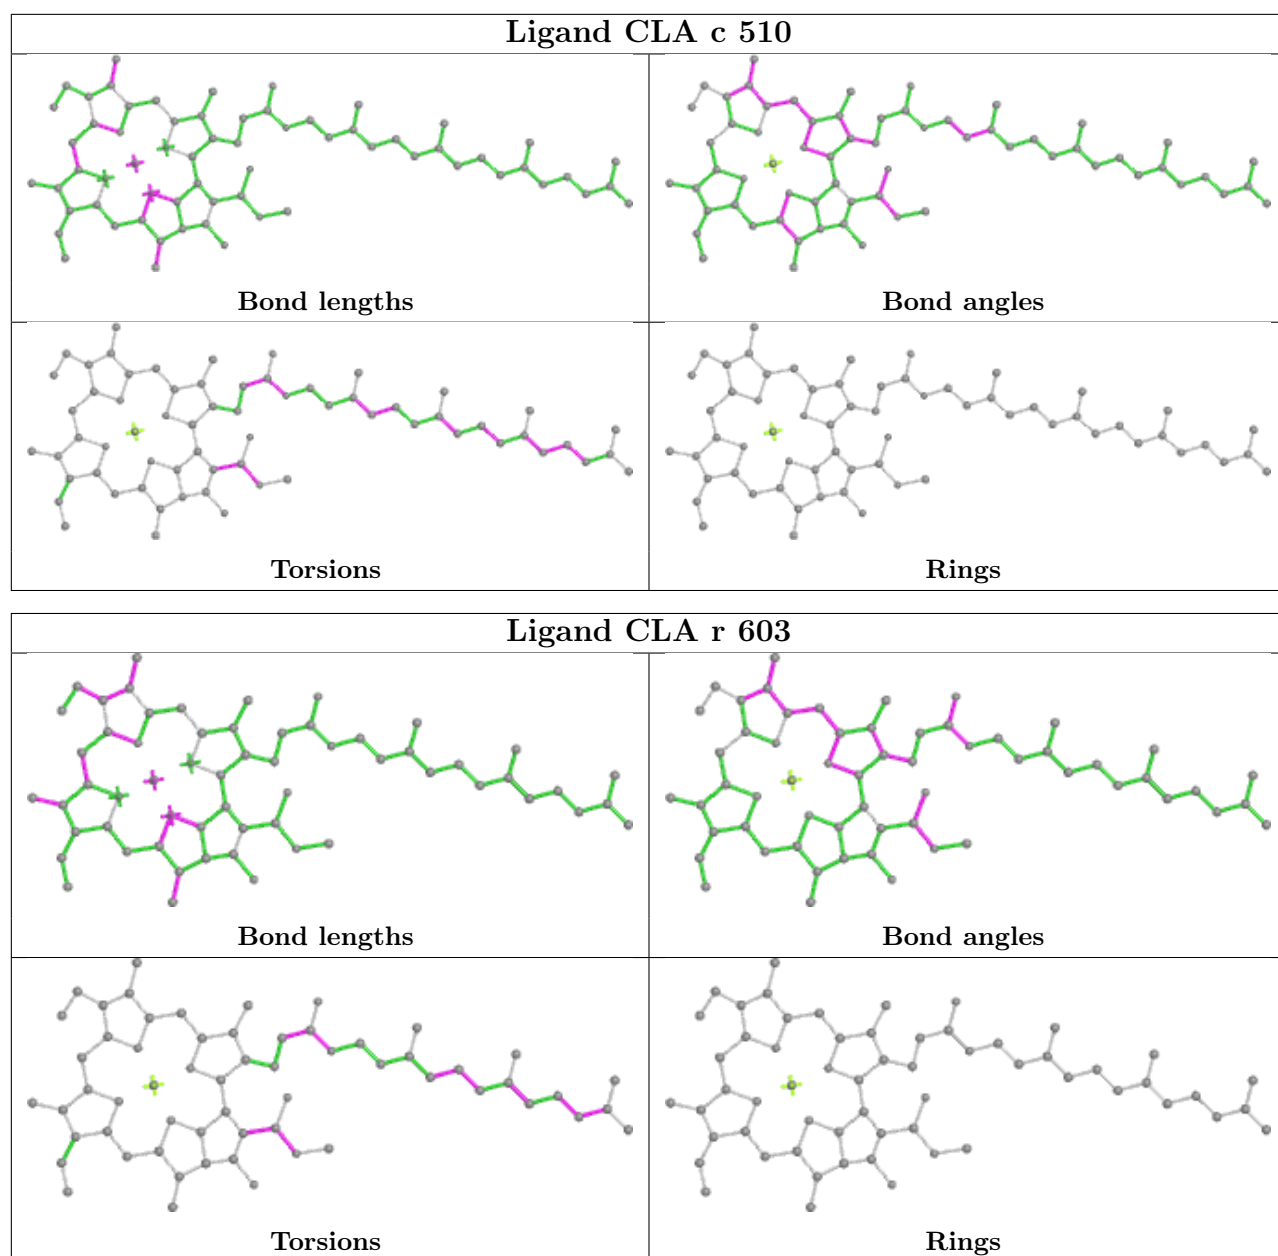 Ligand CLA c 510
Bond lengths
Bond angles
Torsions
Rings
Ligand CLA r 603
Bond lengths
Bond angles
Torsions
Rings